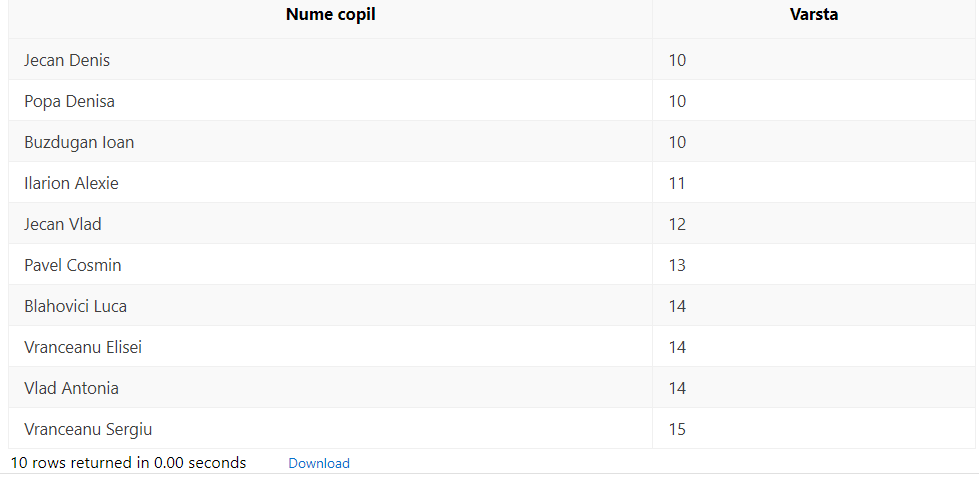 Nume copil Varsta
Jecan Denis 10
Popa Denisa 10
Buzdugan Ioan 10
Ilarion Alexie 11
Jecan Vlad 12
Pavel Cosmin 13
Blahovici Luca 14
Vranceanu Elisei 14
Vlad Antonia 14
Vranceanu Sergiu 15
10 rows returned in 0.00 seconds Download